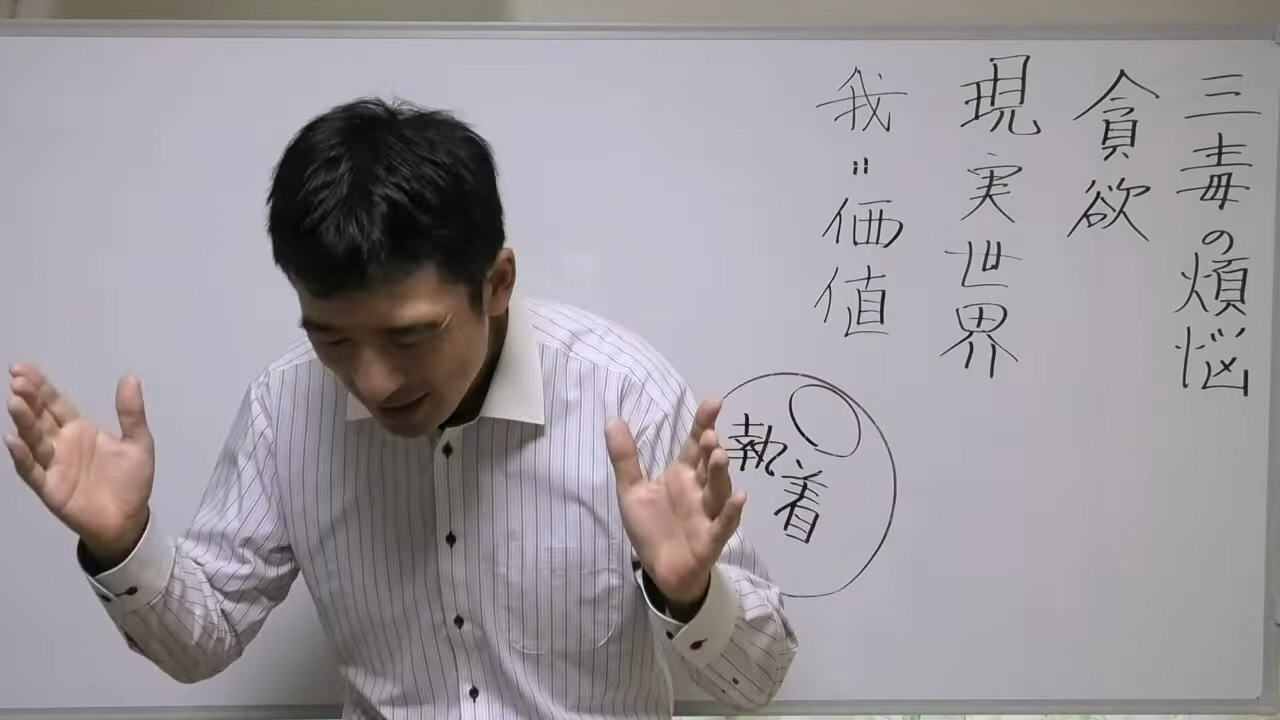 三毒の煩悩
貪欲
現実世界
我=価値
執着